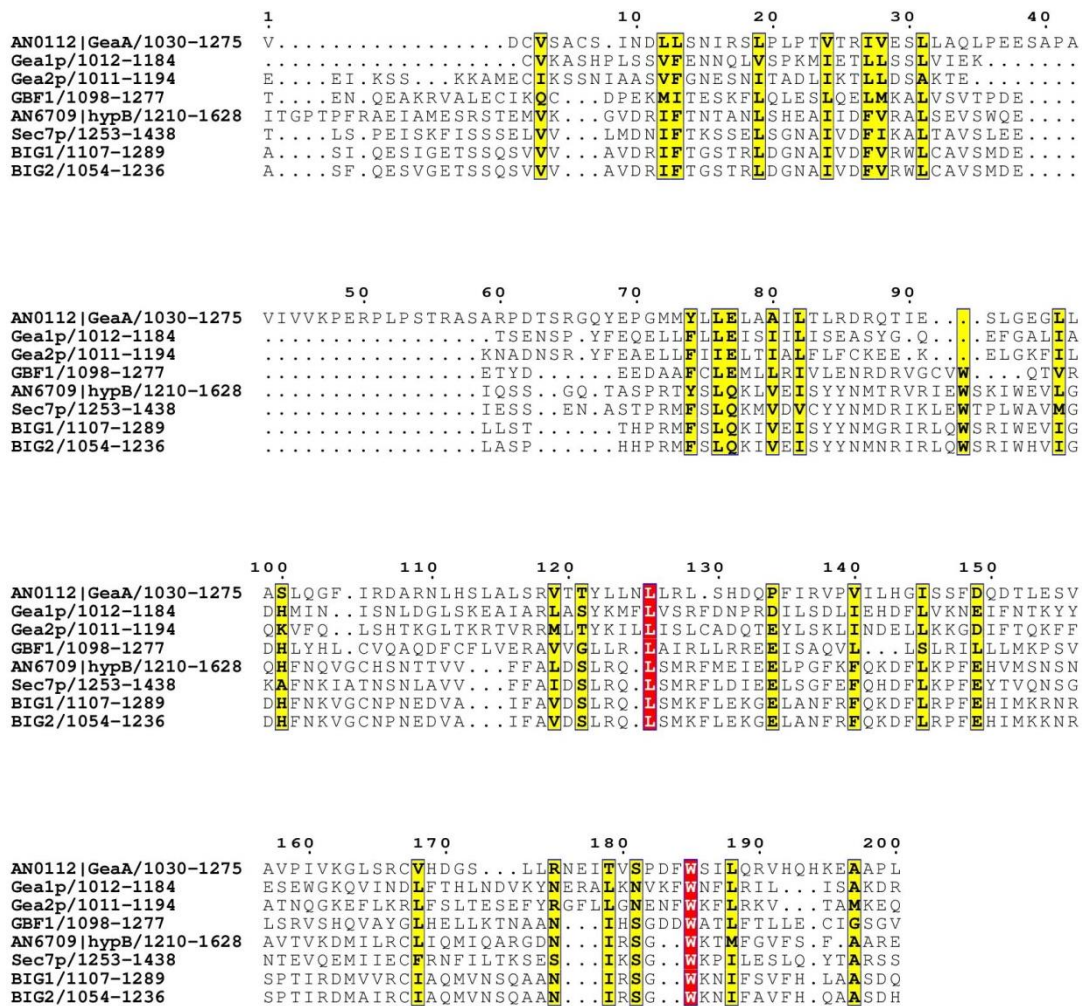 1 10 20 30 40
AN0112|GeaA/1030-1275 V................DCVSACS.INDLLSNIRSLPLPTVTRIVESLLAQLPEESAPA
Gea1p/1012-1184 ..................CVKASHPLSSVFENNQLVSPKMIETLLSSLVIEK.......
Gea2p/1011-1194 E....EI.KSS...KKAMECIKSSNIAASVFGNESNITADLIKTLLDSAKTE........
GBF1/1098-1277 T....EN.QEAKRVALECIKQC...DPEKMITESKFLQLESLQELMKALVSVTPDE....
AN6709|hypB/1210-1628 ITGPTPFRAEIAMESRSTEMVK...GVDRIFTNTANLSHEAIIDFVRALSEVSWQE....
Sec7p/1253-1438 T....LS.PEISKFISSSELVV...LMDNIFTKSSELSGNAIVDFIKALTAVSLEE....
BIG1/1107-1289 A....SI.QESIGETSSQSVVV...AVDRIFTGSTRLDGNAIVDFVRWLCAVSMDE....
BIG2/1054-1236 A....SF.QESVGETSSQSVVV...AVDRIFTGSTRLDGNAIVDFVRWLCAVSMDE....
50 60 70 80 90
AN0112|GeaA/1030-1275 VIVVKPERPLPSTRASARPDTSRGQYEPGMMYLLELAAILTLRDRQTIE...SLGEGLL
Gea1p/1012-1184 ................TSENSP.YFEQELLFLLEISIILISEASYG.Q...EFGALIA
Gea2p/1011-1194 ................KNADNSRYFEAELLFIIELTIALFLFCKEE.K...ELGKFIL
GBF1/1098-1277 ................ETYD......EEDAAFCLEMLLRIVLENRDRVGCVW...QTVR
AN6709|hypB/1210-1628 ................IQSS..GQ.TASPRTYSLQKLVEISYYNMTRVRIEWSKIWEVLG
Sec7p/1253-1438 ................IESS..EN.ASTPRMFSLQKMVDVCYYNMDRIKLEWTPLWAVMG
BIG1/1107-1289 ................LLST......THPRMFSLQKIVEISYYNMGRIRLQWSRIWEVIG
BIG2/1054-1236 ................LASP......HHPRMFSLQKIVEISYYNMNRIRLQWSRIWHVIG
100 110 120 130 140 150
AN0112|GeaA/1030-1275 ASLQGF.IRDARNLHSLALSRVTTYLLNLLRL.SHDQPFIRVPVILHGISSFDQDTLESV
Gea1p/1012-1184 DHMIN..ISNLDGLSKEAIARLASYKMFLVSRFDNPRDILSDLIEHDFLVKNEIFNTKYY
Gea2p/1011-1194 QKVFQ..LSHTKGLTKRTVRRMLTYKILLISLCADQTEYLSKLINDELLKKGDIFTQKFF
GBF1/1098-1277 DHLYHL.CVQAQDFCFLVERAVVGLLR.LAIRLLRREEISAQVL..LSLRILLLMKPSV
AN6709|hypB/1210-1628 QHFNQVGCHSNTTVV...FFALDSLRQ.LSMRFMEIEELPGFKFQKDFLKPFEHVMSNSN
Sec7p/1253-1438 KAFNKIATNSNLAVV...FFAIDSLRQ.LSMRFLDIEELSGFEFQHDFLKPFEYTVQNSG
BIG1/1107-1289 DHFNKVGCNPNEDVA...IFAVDSLRQ.LSMKFLEKGELANFRFQKDFLRPFEHIMKRNR
BIG2/1054-1236 DHFNKVGCNPNEDVA...IFAVDSLRQ.LSMKFLEKGELANFRFQKDFLRPFEHIMKKNR
160 170 180 190 200
AN0112|GeaA/1030-1275 AVPIVKGLSRCVHDGS...LLRNEITVSPDFWSILQRVHQHKEAAPL
Gea1p/1012-1184 ESEWGKQVINDLFTHLNDVKYNERALKNVKFWNFLRIL...ISAKDR
Gea2p/1011-1194 ATNQGKEFLKRLFSLTESEFYRGFLLGNENFWKFLRKV...TAMKEQ
GBF1/1098-1277 LSRVSHQVAYGLHELLKTNAAN...IHSGDDWATLFTLLE.CIGSGV
AN6709|hypB/1210-1628 AVTVKDMILRCLIQMIQARGDN...IRSG..WKTMFGVFS.F.AARE
Sec7p/1253-1438 NTEVQEMIIECFRNFILTKSES...IKSG..WKPILESLQ.YTARSS
BIG1/1107-1289 SPTIRDMVVRCIAQMVNSQAAN...IRSG..WKNIFSVFH.LAASDQ
BIG2/1054-1236 SPTIRDMAIRCIAQMVNSQAAN...IRSG..WKNIFAVFH.QAASDH